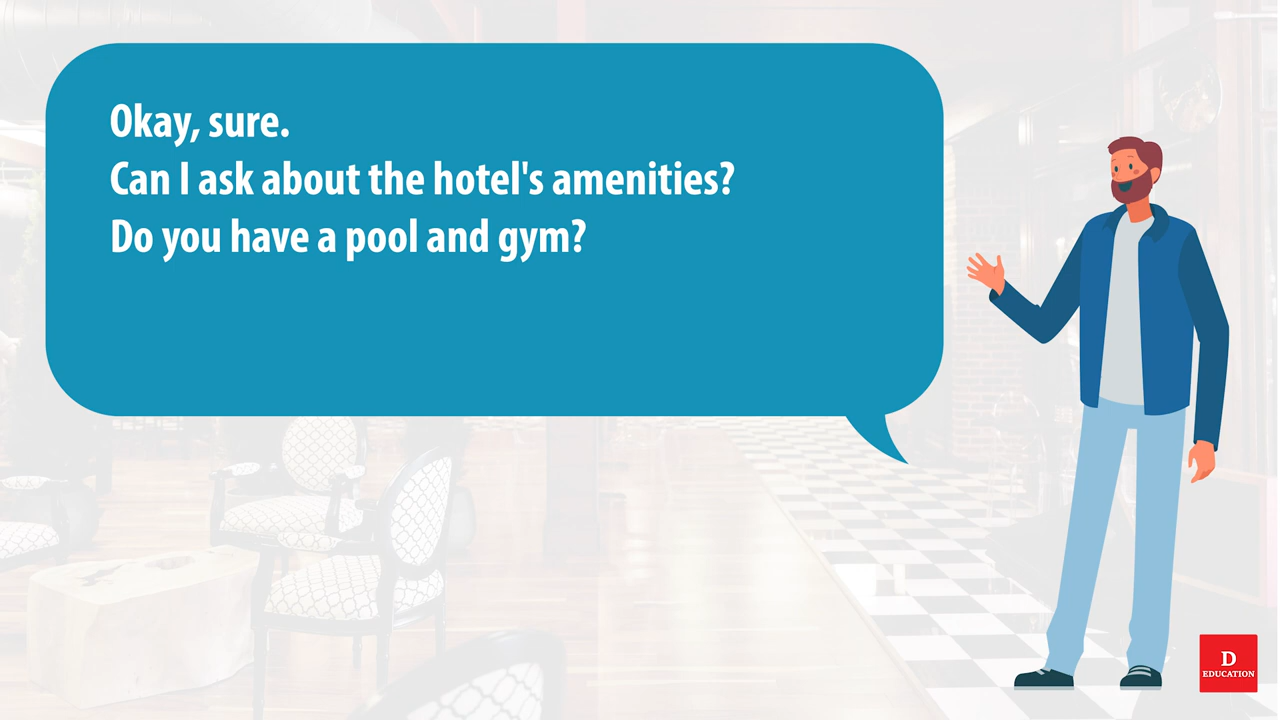 Okay, sure.
Can I ask about the hotel's amenities?
Do you have a pool and gym?
D
EDUCATION